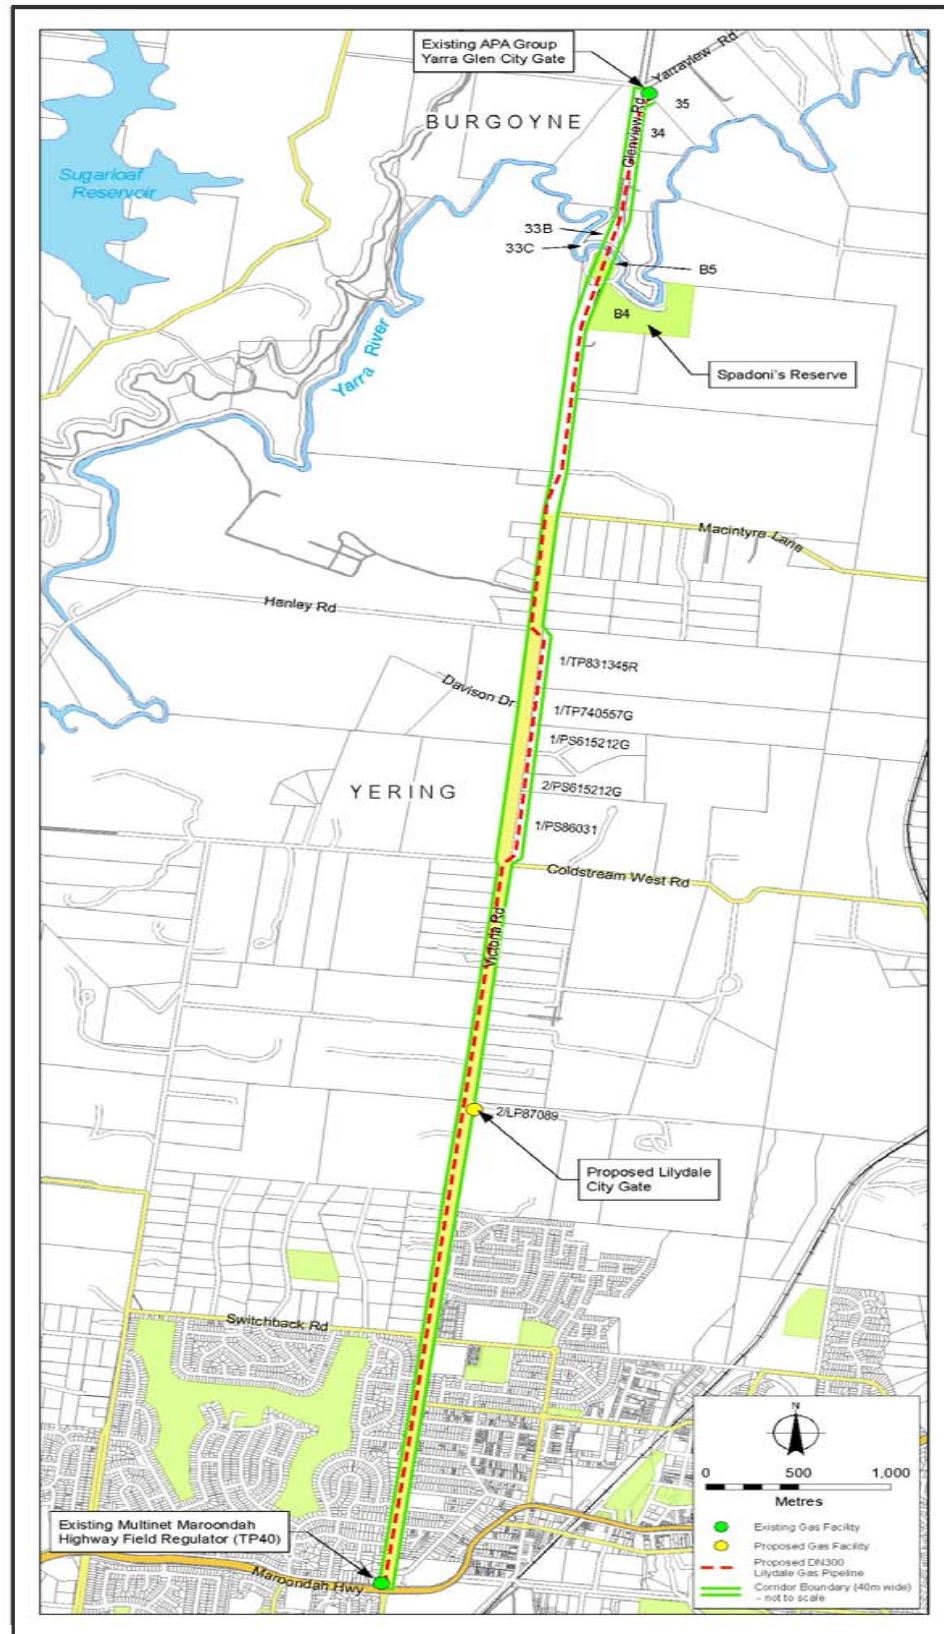 Existing APA Group
Yarra Glen City Gate
Yarraview Rd
35
BURGOYNE
34
Glenview Rd
Sugarloaf
Reservoir
33B
33C
B5
B4
Yarra River
Spadoni's Reserve
Macintyre Lane
Henley Rd
1/TP831345R
Davison Dr
1/TP740557G
1/PS615212G
YERING
2/PS615212G
1/PS86031
Coldstream West Rd
Victoria Rd
2/LP87089
Proposed Lilydale
City Gate
Switchback Rd
N
0 500 1,000
Metres
Existing Multinet Maroondah
Highway Field Regulator (TP40)
Existing Gas Facility
Proposed Gas Facility
Proposed DN300
Lilydale Gas Pipeline
Maroondah Hwy
Corridor Boundary (40m wide)
- not to scale